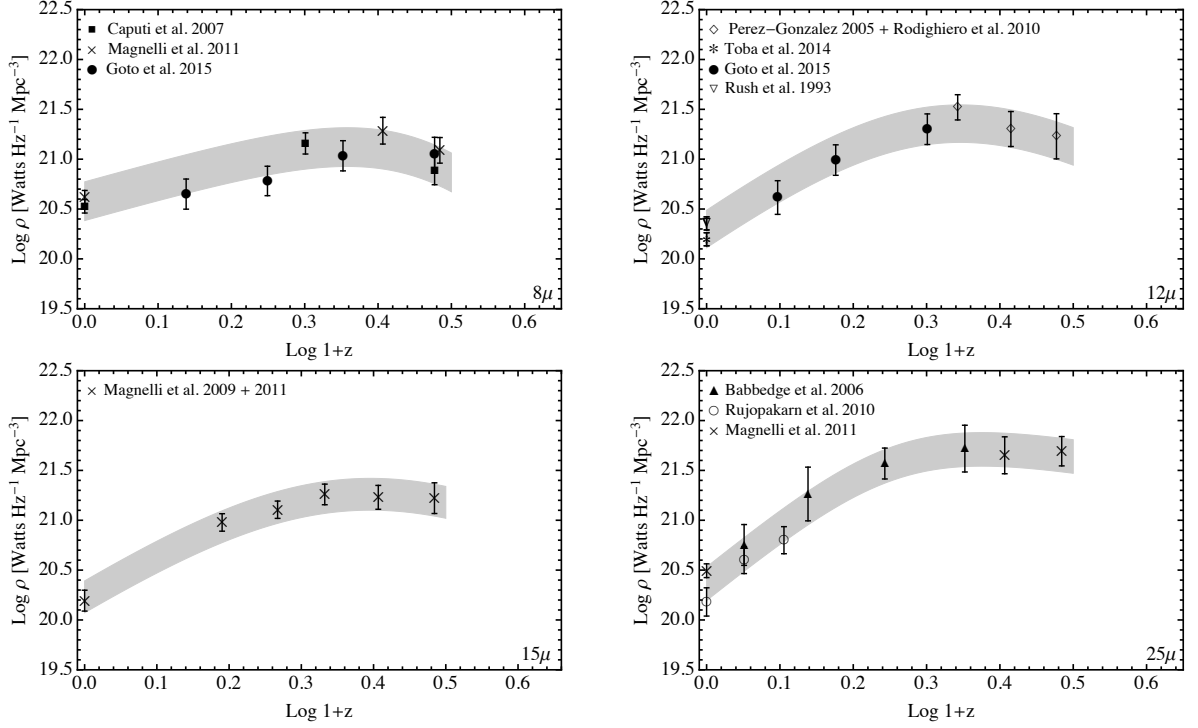 22.5
22.0
21.5
21.0
20.5
20.0
19.5
Log ρ [Watts Hz⁻¹ Mpc⁻³]
Caputi et al. 2007
Magnelli et al. 2011
Goto et al. 2015
8μ
0.0 0.1 0.2 0.3 0.4 0.5 0.6
Log 1+z
22.5
22.0
21.5
21.0
20.5
20.0
19.5
Log ρ [Watts Hz⁻¹ Mpc⁻³]
Perez−Gonzalez 2005 + Rodighiero et al. 2010
Toba et al. 2014
Goto et al. 2015
Rush et al. 1993
12μ
0.0 0.1 0.2 0.3 0.4 0.5 0.6
Log 1+z
22.5
22.0
21.5
21.0
20.5
20.0
19.5
Log ρ [Watts Hz⁻¹ Mpc⁻³]
Magnelli et al. 2009 + 2011
15μ
0.0 0.1 0.2 0.3 0.4 0.5 0.6
Log 1+z
22.5
22.0
21.5
21.0
20.5
20.0
19.5
Log ρ [Watts Hz⁻¹ Mpc⁻³]
Babbedge et al. 2006
Rujopakarn et al. 2010
Magnelli et al. 2011
25μ
0.0 0.1 0.2 0.3 0.4 0.5 0.6
Log 1+z